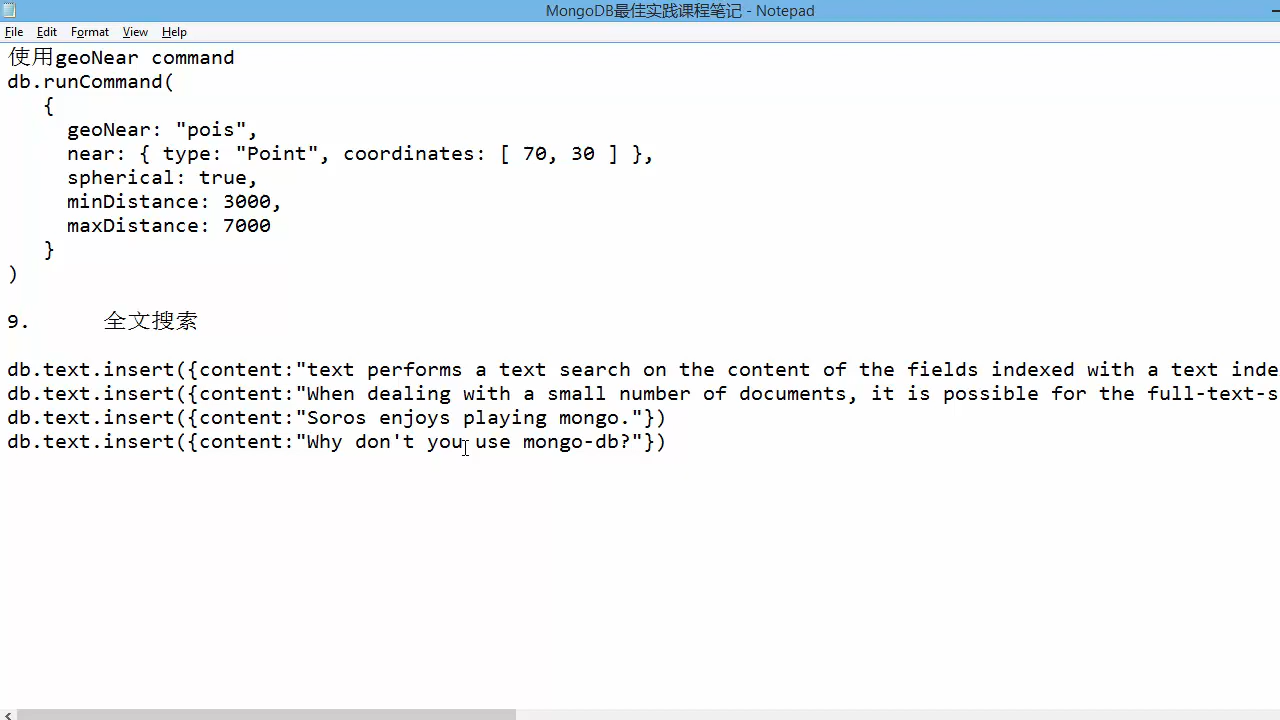 MongoDB最佳实践课程笔记 - Notepad
File Edit Format View Help
使用geoNear command
db.runCommand(
{
geoNear: "pois",
near: { type: "Point", coordinates: [ 70, 30 ] },
spherical: true,
minDistance: 3000,
maxDistance: 7000
}
)
9. 全文搜索
db.text.insert({content:"text performs a text search on the content of the fields indexed with a text inde
db.text.insert({content:"When dealing with a small number of documents, it is possible for the full-text-s
db.text.insert({content:"Soros enjoys playing mongo."})
db.text.insert({content:"Why don't you use mongo-db?"})